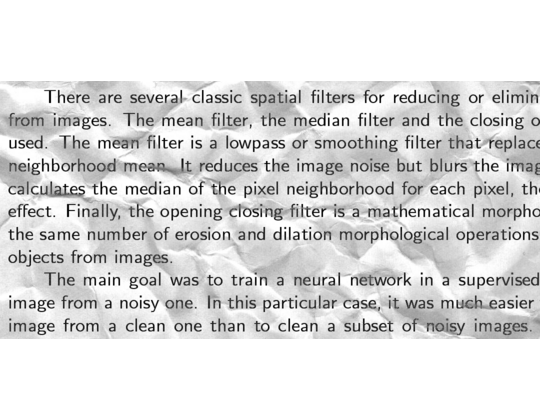 There are several classic spatial filters for reducing or elimin
from images. The mean filter, the median filter and the closing o
used. The mean filter is a lowpass or smoothing filter that replace
neighborhood mean. It reduces the image noise but blurs the imag
calculates the median of the pixel neighborhood for each pixel, the
effect. Finally, the opening closing filter is a mathematical morpho
the same number of erosion and dilation morphological operations
objects from images.
The main goal was to train a neural network in a supervised
image from a noisy one. In this particular case, it was much easier
image from a clean one than to clean a subset of noisy images.